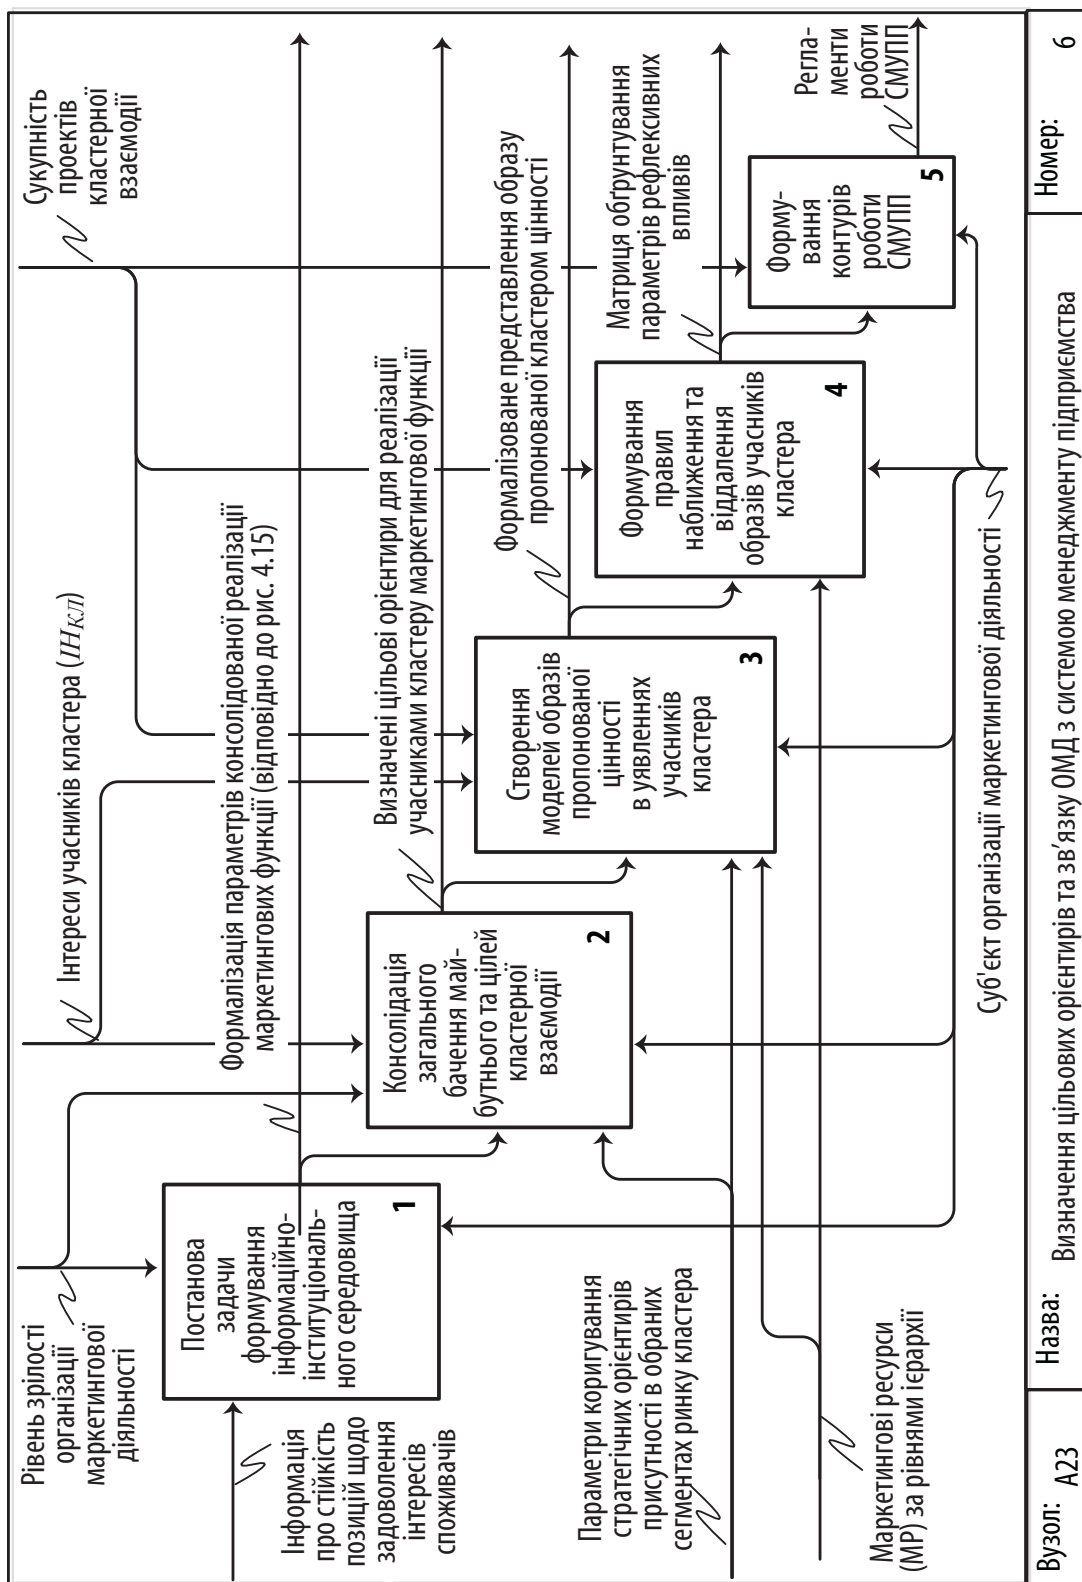 Рівень зрілості
організації
маркетингової
діяльності
Інтереси учасників кластера (ІН_КЛ)
Сукупність
проектів
кластерної
взаємодії
Формалізація параметрів консолідованої реалізації
маркетингових функції (відповідно до рис. 4.15)
Визначені цільові орієнтири для реалізації
учасниками кластеру маркетингової функції
Формалізоване представлення образу
пропонованої кластером цінності
Матриця обґрунтування
параметрів рефлексивних
впливів
Регла-
менти
роботи
СМУПП
Постанова
задачи
формування
інформаційно-
інституціональ-
ного середовища
1
Консолідація
загального
бачення май-
бутнього та цілей
кластерної
взаємодії
2
Створення
моделей образів
пропонованої
цінності
в уявленнях
учасників
кластера
3
Формування
правил
наближення та
віддалення
образів учасників
кластера
4
Форму-
вання
контурів
роботи
СМУПП
5
Інформація
про стійкість
позицій щодо
задоволення
інтересів
споживачів
Параметри коригування
стратегічних орієнтирів
присутності в обраних
сегментах ринку кластера
Маркетингові ресурси
(МР) за рівнями ієрархії
Суб'єкт організації маркетингової діяльності
Вузол: А23
Назва: Визначення цільових орієнтирів та зв'язку ОМД з системою менеджменту підприємства
Номер: 6